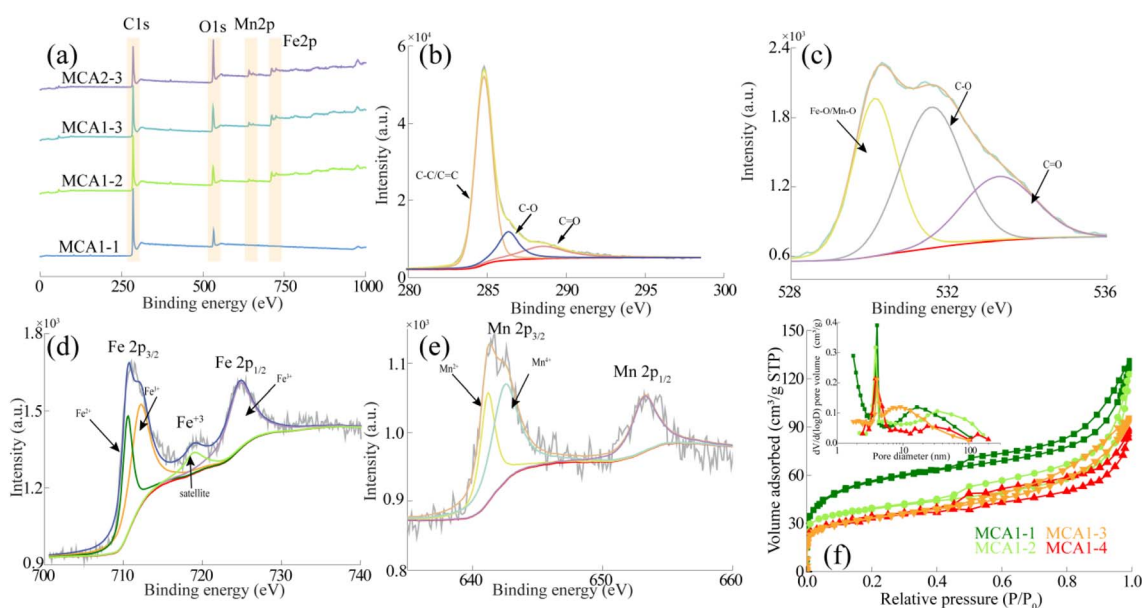 (a)
C1s
O1s
Mn2p
Fe2p
MCA2-3
MCA1-3
MCA1-2
MCA1-1
0
250
500
750
1000
Binding energy (eV)
Intensity (a.u.)
(b)
×10⁴
6
4
2
0
C-C/C=C
C-O
C=O
280
285
290
295
300
Binding energy (eV)
Intensity (a.u.)
(c)
×10³
2.4
1.8
1.2
0.6
Fe-O/Mn-O
C-O
C=O
528
532
536
Binding energy (eV)
Intensity (a.u.)
(d)
×10³
1.8
1.5
1.2
0.9
Fe 2p3/2
Fe 2p1/2
Fe²⁺
Fe³⁺
Fe+3
Fe³⁺
satellite
700
710
720
730
740
Binding energy (eV)
Intensity (a.u.)
(e)
×10³
1.1
1.0
0.9
0.8
Mn 2p3/2
Mn 2p1/2
Mn²⁺
Mn⁴⁺
640
650
660
Binding energy (eV)
Intensity (a.u.)
150
120
90
60
30
0
Volume adsorbed (cm³/g STP)
dV/d(logD) pore volume (cm³/g)
0.4
0.3
0.2
0.1
0
1
10
100
Pore diameter (nm)
MCA1-1
MCA1-3
MCA1-2
MCA1-4
(f)
0.0
0.2
0.4
0.6
0.8
1.0
Relative pressure (P/P₀)